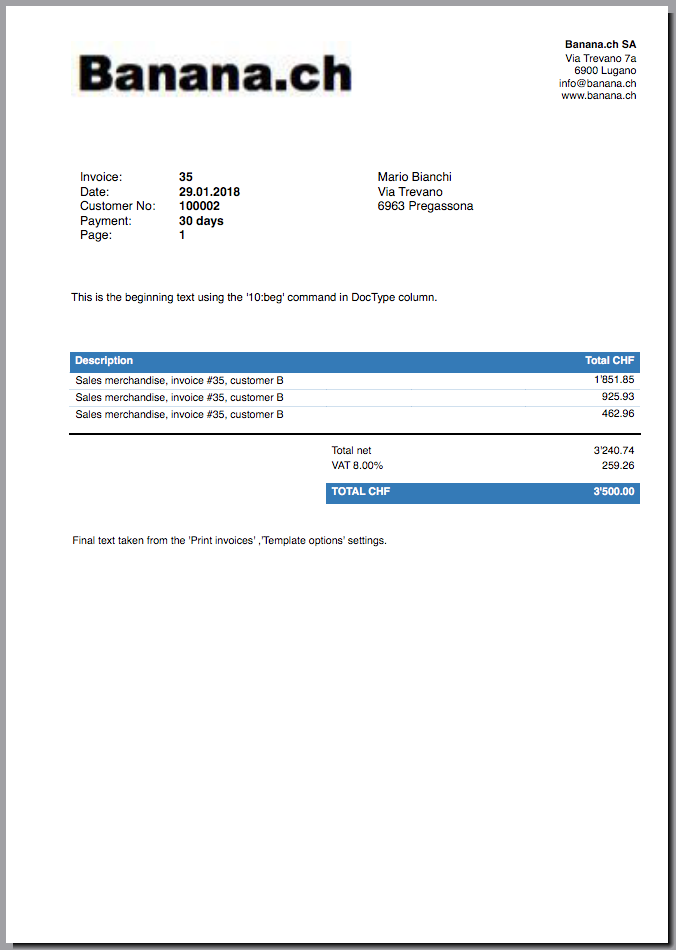 Banana.ch
Banana.ch SA
Via Trevano 7a
6900 Lugano
info@banana.ch
www.banana.ch
Invoice: 35
Date: 29.01.2018
Customer No: 100002
Payment: 30 days
Page: 1
Mario Bianchi
Via Trevano
6963 Pregassona
This is the beginning text using the '10:beg' command in DocType column.
Description Total CHF
Sales merchandise, invoice #35, customer B 1'851.85
Sales merchandise, invoice #35, customer B 925.93
Sales merchandise, invoice #35, customer B 462.96
Total net 3'240.74
VAT 8.00% 259.26
TOTAL CHF 3'500.00
Final text taken from the 'Print invoices' ,'Template options' settings.